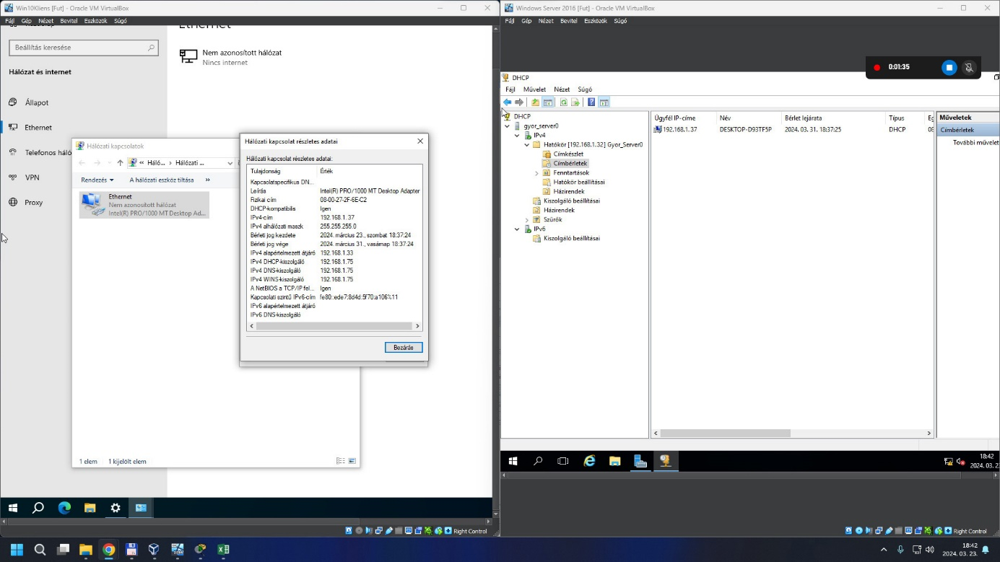 Win10Kliens [Fut] - Oracle VM VirtualBox
Fájl Gép Nézet Bevitel Eszközök Súgó
Ethernet
Beállítás keresése
Nem azonosított hálózat
Nincs internet
Hálózat és internet
Állapot
Ethernet
Telefonos háló
VPN
Proxy
Hálózati kapcsolatok
« Háló... › Hálózati ...
Rendezés
A hálózati eszköz tiltása
»
Ethernet
Nem azonosított hálózat
Intel(R) PRO/1000 MT Desktop Ad...
1 elem 1 kijelölt elem
Hálózati kapcsolat részletes adatai
Hálózati kapcsolat részletes adatai:
Tulajdonság Érték
Kapcsolatspecifikus DN...
Leírás Intel(R) PRO/1000 MT Desktop Adapter
Fizikai cím 08-00-27-2F-6E-C2
DHCP-kompatibilis Igen
IPv4-cím 192.168.1.37
IPv4 alhálózati maszk 255.255.255.0
Bérleti jog kezdete 2024. március 23., szombat 18:37:24
Bérleti jog vége 2024. március 31., vasárnap 18:37:24
IPv4 alapértelmezett átjáró 192.168.1.33
IPv4 DHCP-kiszolgáló 192.168.1.75
IPv4 DNS-kiszolgáló 192.168.1.75
IPv4 WINS-kiszolgáló 192.168.1.75
A NetBIOS a TCP/IP fel... Igen
Kapcsolati szintű IPv6-cím fe80::ede7:8d4d:5f70:a106%11
IPv6 alapértelmezett átjáró
IPv6 DNS-kiszolgáló
Bezárás
Right Control
Windows Server 2016 [Fut] - Oracle VM VirtualBox
Fájl Gép Nézet Bevitel Eszközök Súgó
0:01:35
DHCP
Fájl Művelet Nézet Súgó
DHCP
gyor_server0
IPv4
Hatókör [192.168.1.32] Gyor_Server0
Címkészlet
Címbérletek
Fenntartások
Hatókör beállításai
Házirendek
Kiszolgáló beállításai
Házirendek
Szűrők
IPv6
Kiszolgáló beállításai
Ügyfél IP-címe Név Bérlet lejárata Típus
192.168.1.37 DESKTOP-D93TF5P 2024. 03. 31. 18:37:25 DHCP
Műveletek
Címbérletek
További művelet
18:42
2024. 03. 2
Right Control
18:42
2024. 03. 23.